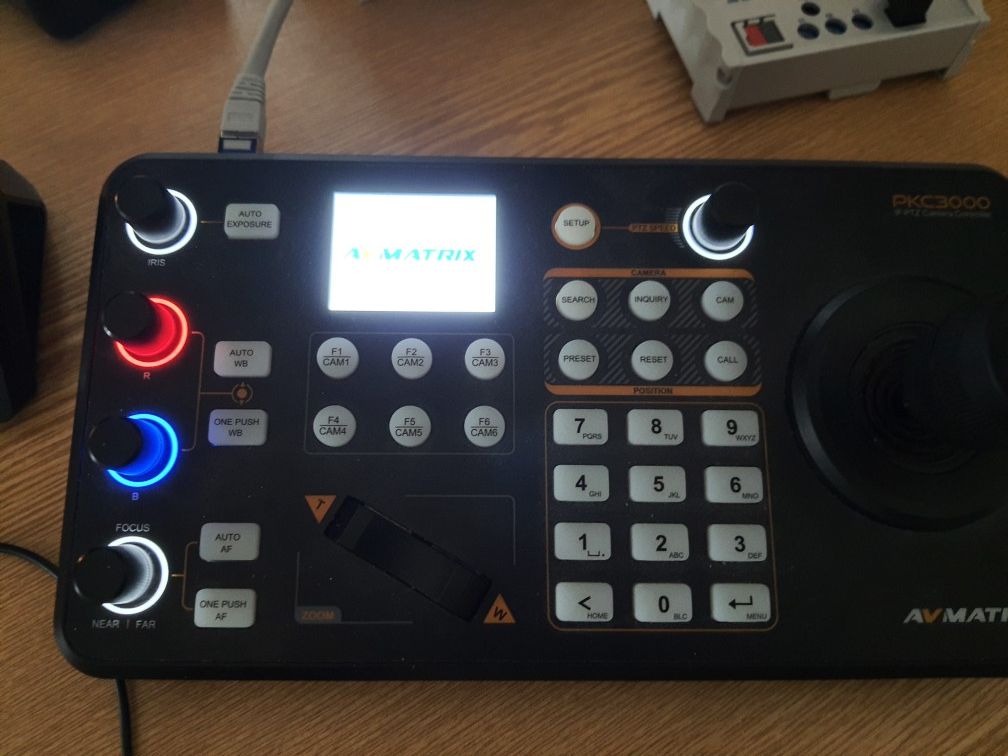 AUTO
EXPOSURE
IRIS
AVMATRIX
SETUP
PTZ SPEED
PKC3000
IP PTZ Camera Controller
CAMERA
SEARCH
INQUIRY
CAM
PRESET
RESET
CALL
POSITION
R
AUTO
WB
ONE PUSH
WB
B
F1
CAM1
F2
CAM2
F3
CAM3
F4
CAM4
F5
CAM5
F6
CAM6
7 PQRS
8 TUV
9 WXYZ
4 GHI
5 JKL
6 MNO
1
2 ABC
3 DEF
< HOME
0 BLC
MENU
FOCUS
AUTO
AF
ONE PUSH
AF
NEAR | FAR
T
W
ZOOM
AVMATRI